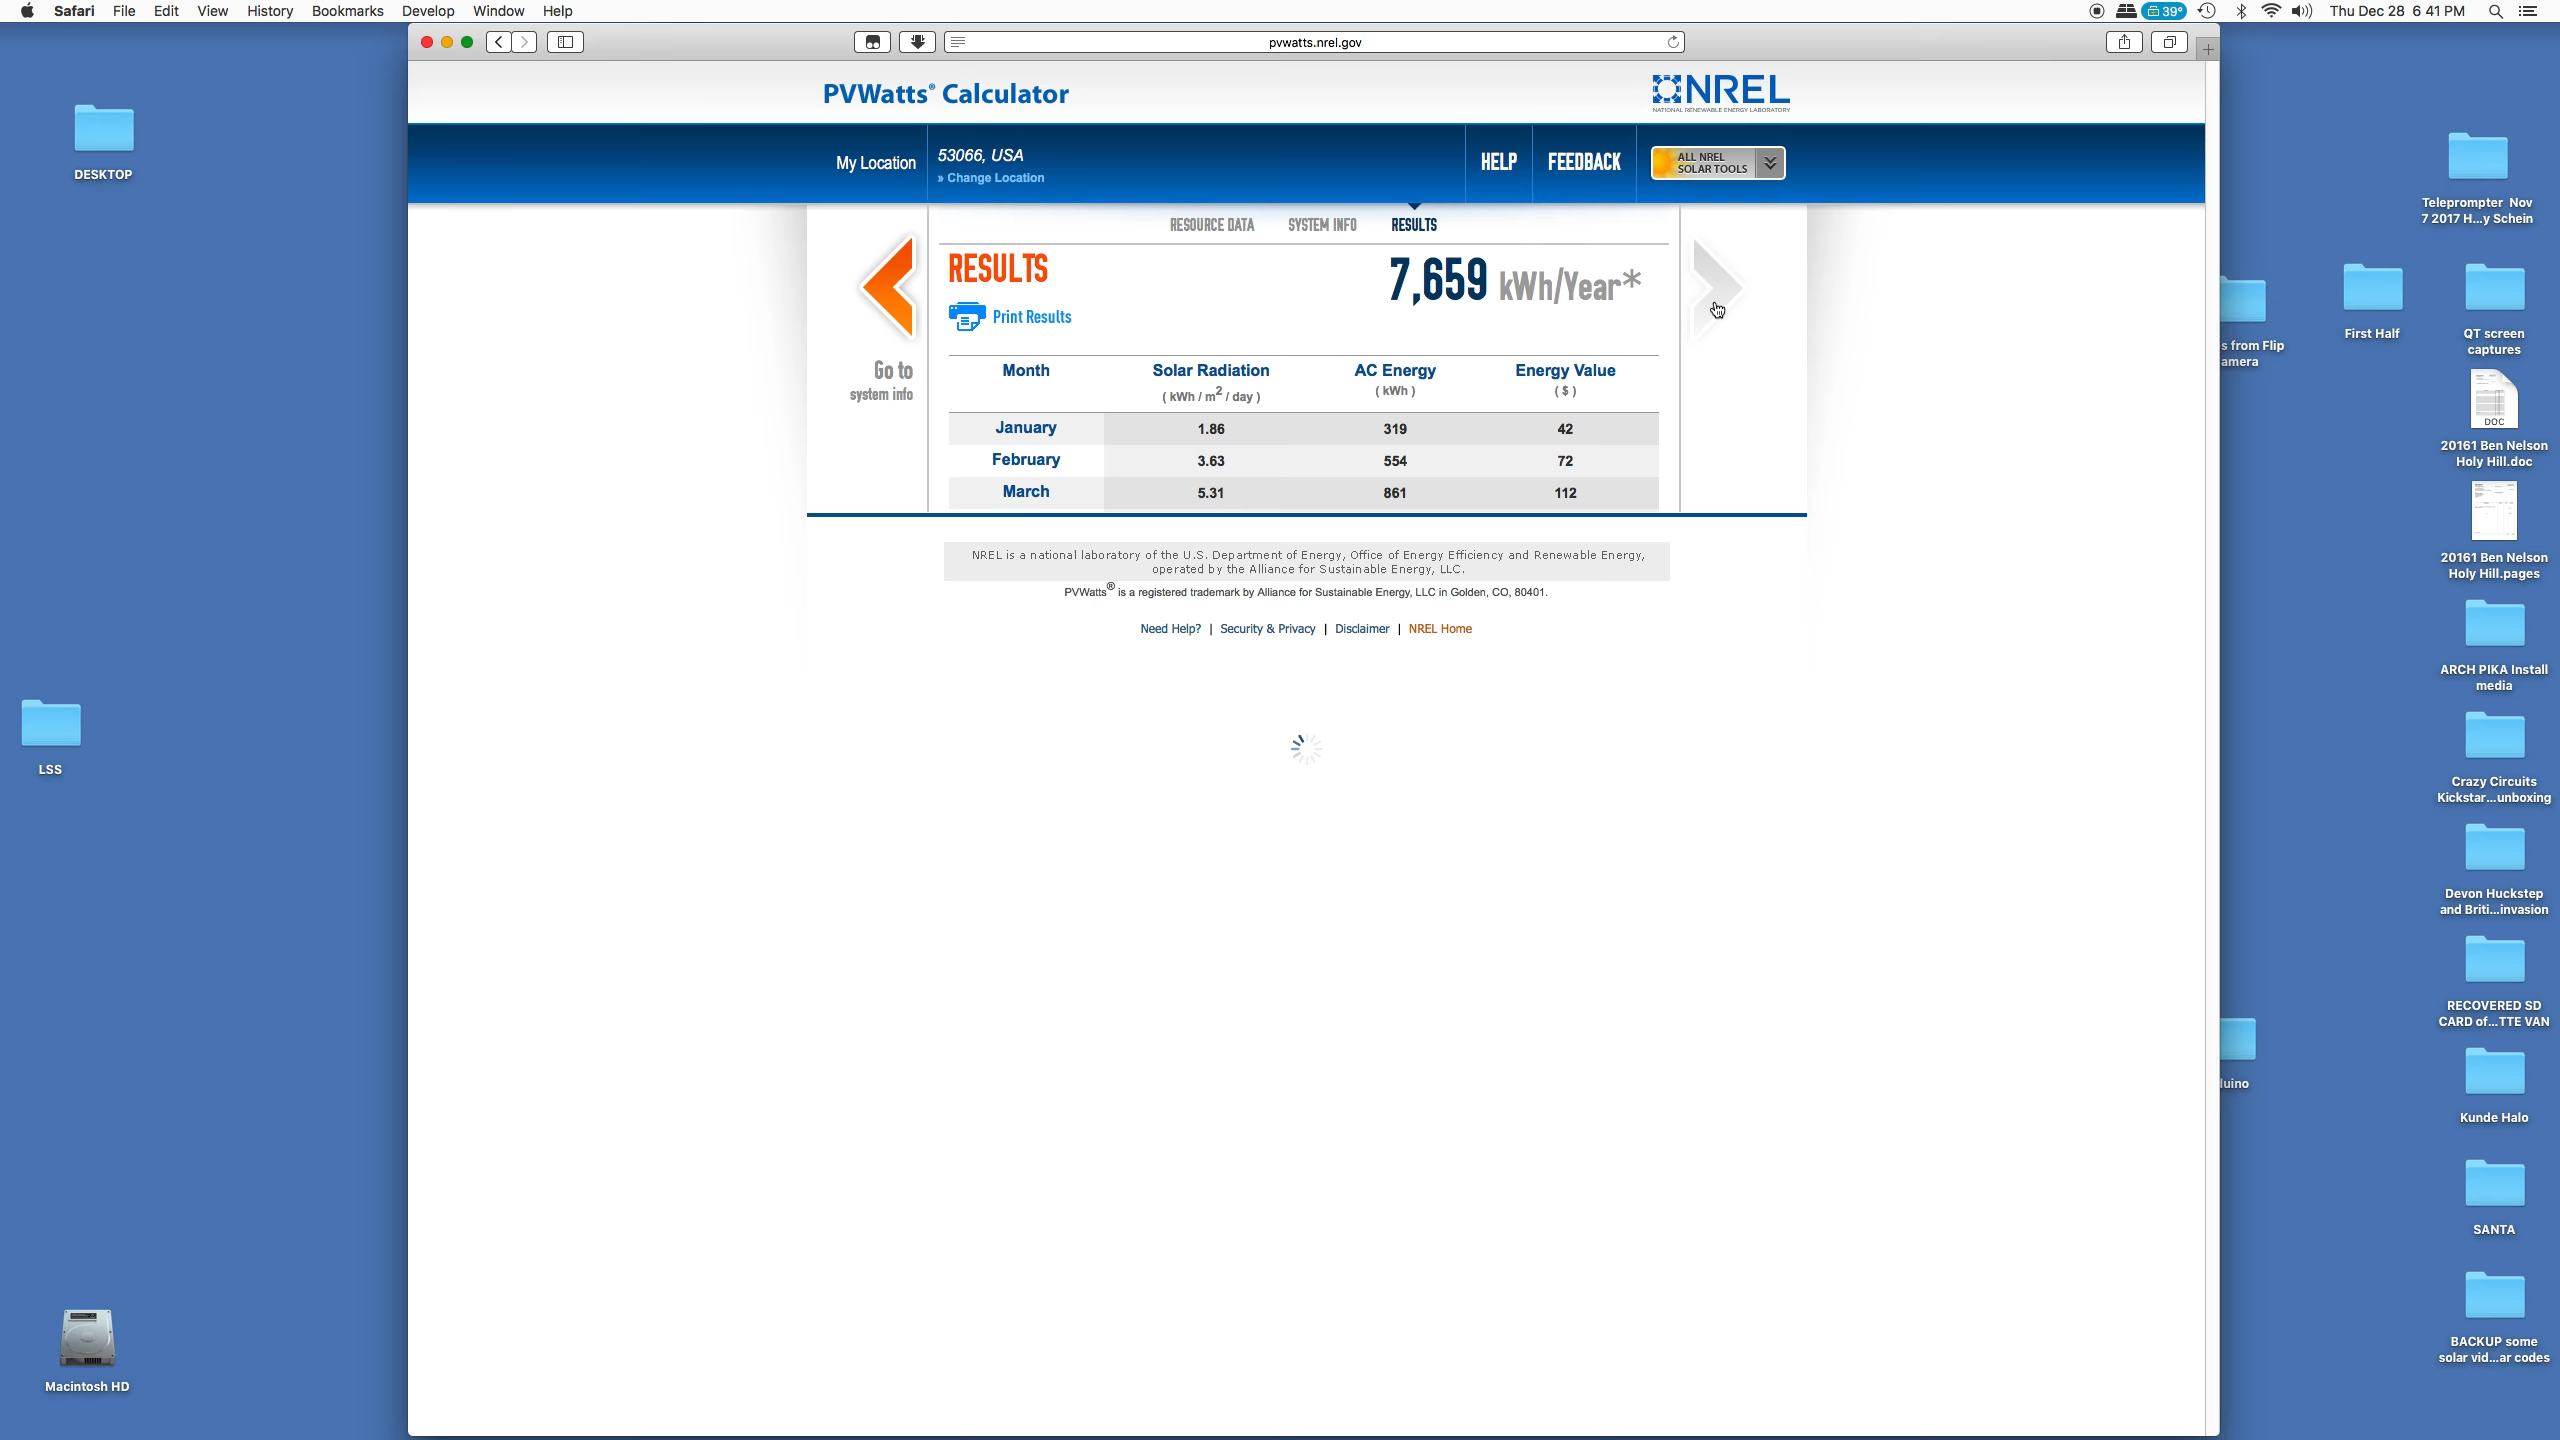 Safari File Edit View History Bookmarks Develop Window Help
39° Thu Dec 28 6 41 PM
pvwatts.nrel.gov
PVWatts® Calculator
NREL
NATIONAL RENEWABLE ENERGY LABORATORY
My Location
53066, USA
» Change Location
HELP
FEEDBACK
ALL NREL
SOLAR TOOLS
RESOURCE DATA SYSTEM INFO RESULTS
RESULTS
7,659 kWh/Year*
Print Results
Go to
system info
Month Solar Radiation AC Energy Energy Value
( kWh / m2 / day ) ( kWh ) ( $ )
January 1.86 319 42
February 3.63 554 72
March 5.31 861 112
NREL is a national laboratory of the U.S. Department of Energy, Office of Energy Efficiency and Renewable Energy,
operated by the Alliance for Sustainable Energy, LLC.
PVWatts® is a registered trademark by Alliance for Sustainable Energy, LLC in Golden, CO, 80401.
Need Help? | Security & Privacy | Disclaimer | NREL Home
DESKTOP
LSS
Macintosh HD
Teleprompter Nov
7 2017 H...y Schein
s from Flip
amera
First Half
QT screen
captures
DOC
20161 Ben Nelson
Holy Hill.doc
20161 Ben Nelson
Holy Hill.pages
ARCH PIKA Install
media
Crazy Circuits
Kickstar...unboxing
Devon Huckstep
and Briti...invasion
RECOVERED SD
CARD of...TTE VAN
duino
Kunde Halo
SANTA
BACKUP some
solar vid...ar codes